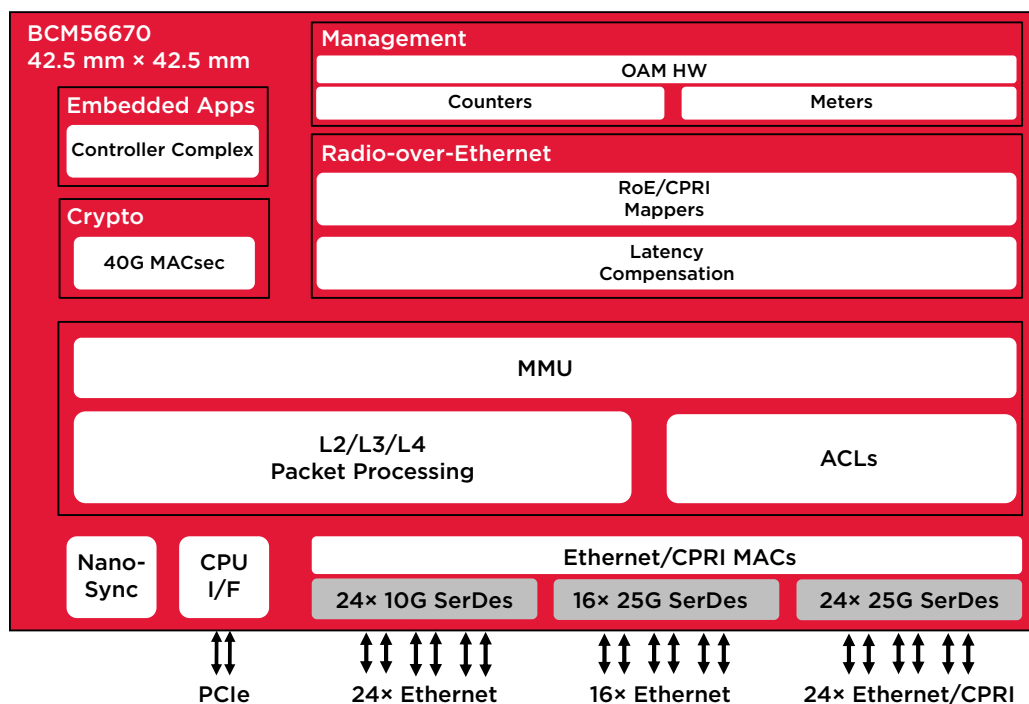 BCM56670
42.5 mm × 42.5 mm
Embedded Apps
Controller Complex
Crypto
40G MACsec
Management
OAM HW
Counters
Meters
Radio-over-Ethernet
RoE/CPRI
Mappers
Latency
Compensation
MMU
L2/L3/L4
Packet Processing
ACLs
Nano-
Sync
CPU
I/F
Ethernet/CPRI MACs
24× 10G SerDes
16× 25G SerDes
24× 25G SerDes
PCIe
24× Ethernet
16× Ethernet
24× Ethernet/CPRI